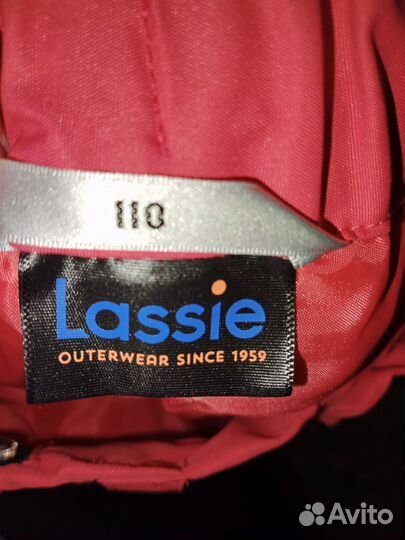 110
Lassie
OUTERWEAR SINCE 1959
Avito